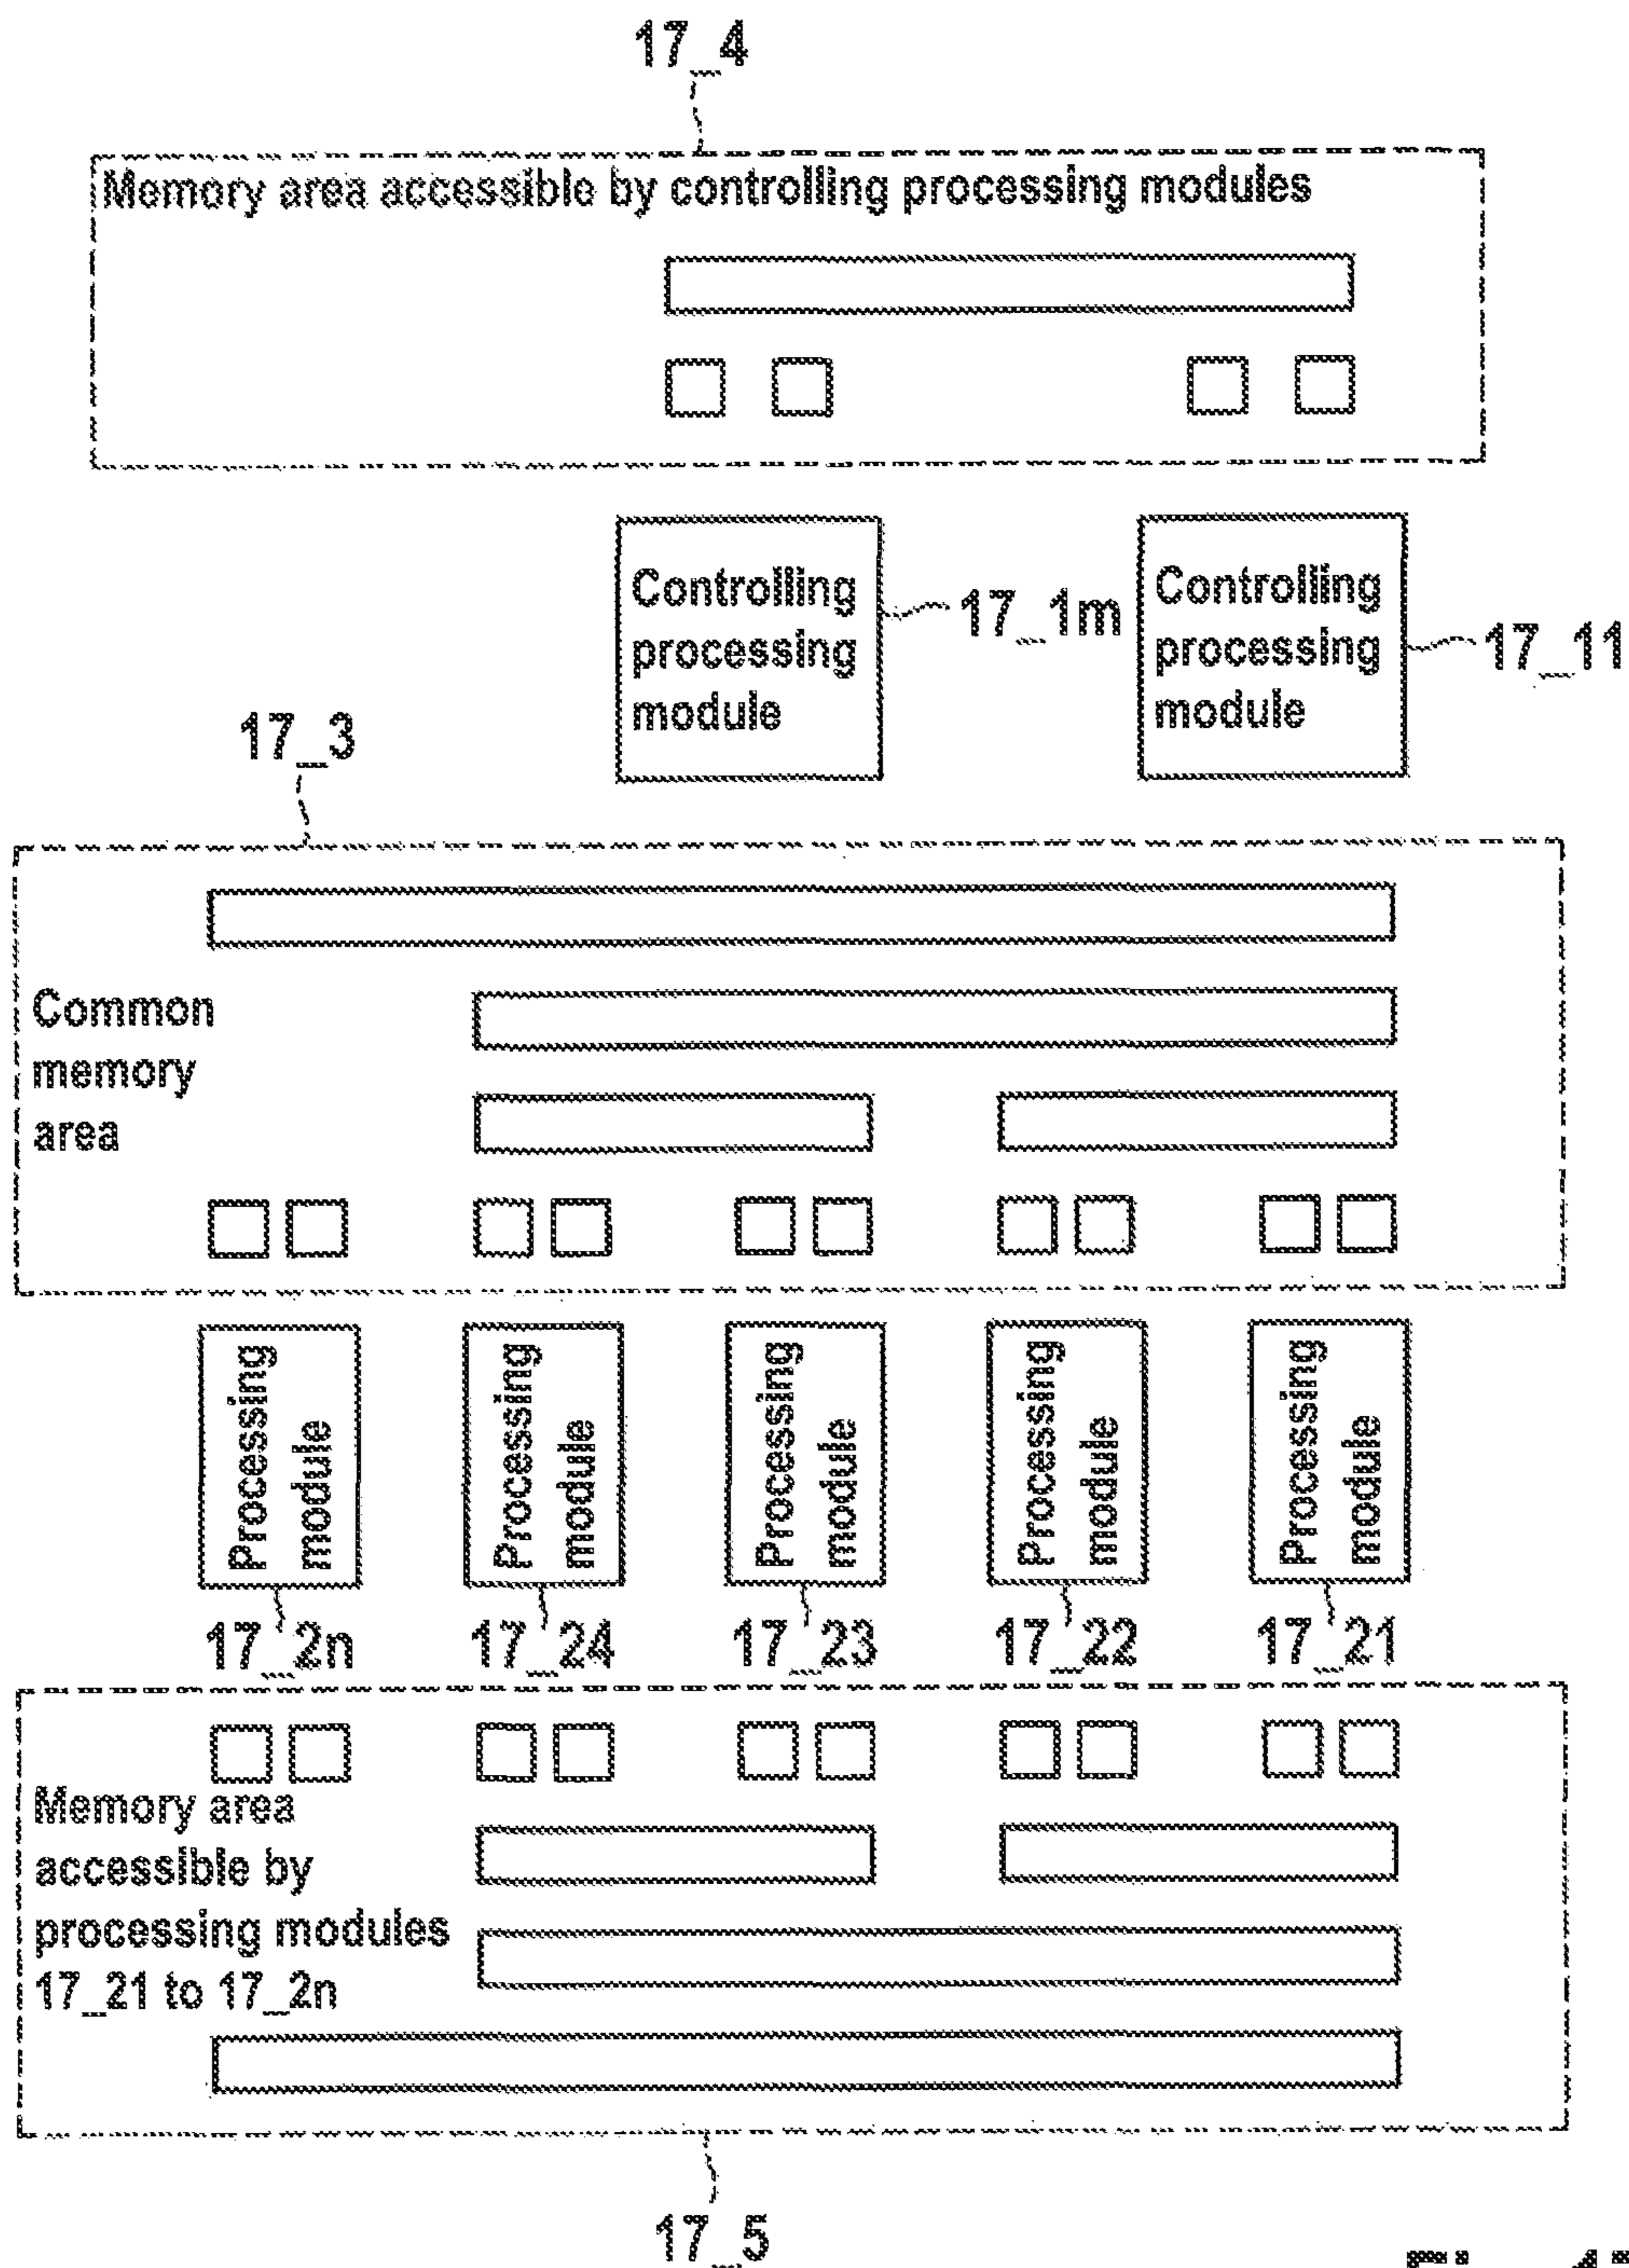 17_4
Memory area accessible by controlling processing modules
Controlling
processing
module
17_1m
Controlling
processing
module
17_11
17_3
Common
memory
area
Processing
module
Processing
module
Processing
module
Processing
module
Processing
module
17_2n
17_24
17_23
17_22
17_21
Memory area
accessible by
processing modules
17_21 to 17_2n
17_5